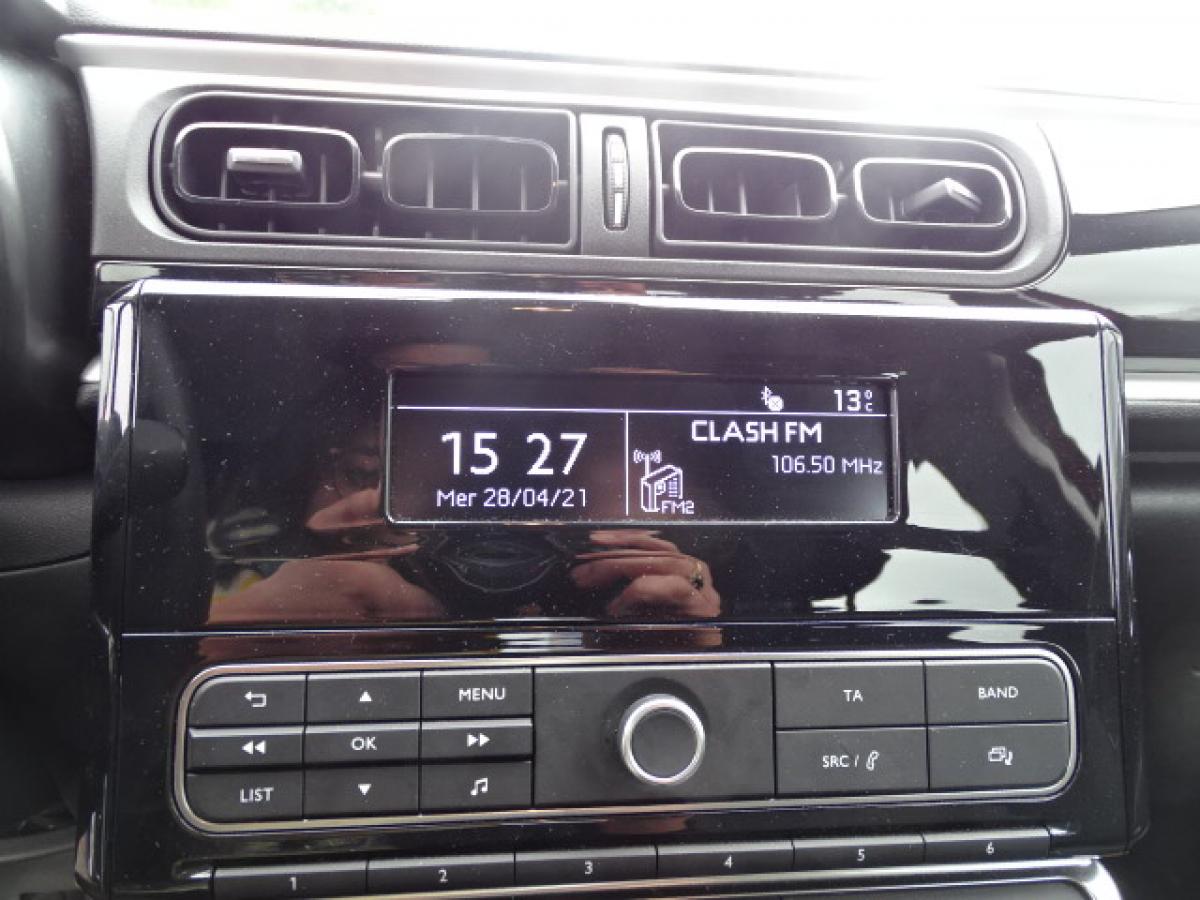 13°C
15 27
Mer 28/04/21
CLASH FM
106.50 MHz
FM2
MENU
TA
BAND
OK
SRC /
LIST
1 2 3 4 5 6